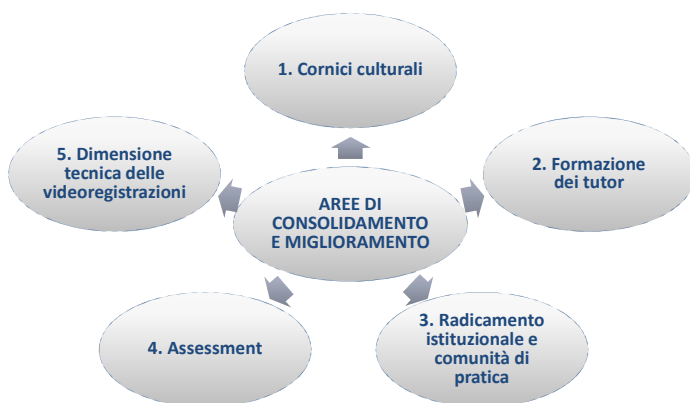 1. Cornici culturali
2. Formazione
dei tutor
3. Radicamento
istituzionale e
comunità di
pratica
4. Assessment
5. Dimensione
tecnica delle
videoregistrazioni
AREE DI
CONSOLIDAMENTO
E MIGLIORAMENTO